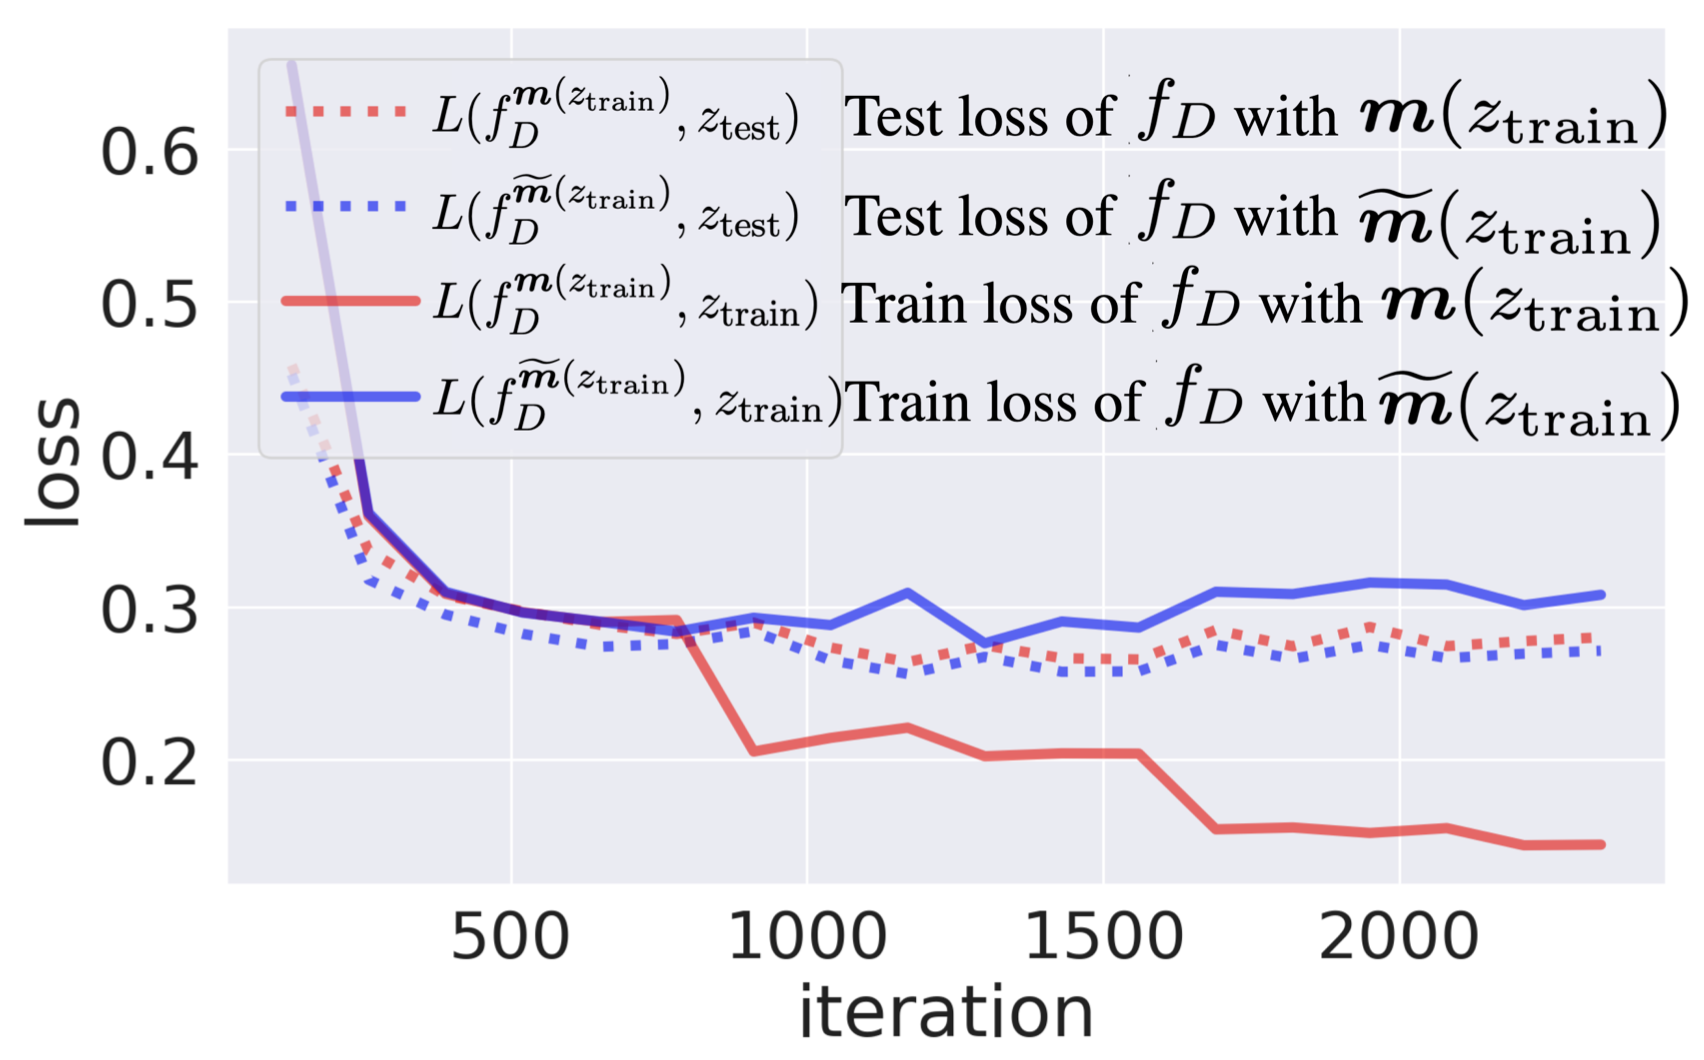 L(f_D^{m(z_train)}, z_test) Test loss of f_D with m(z_train)
L(f_D^{m̃(z_train)}, z_test) Test loss of f_D with m̃(z_train)
L(f_D^{m(z_train)}, z_train) Train loss of f_D with m(z_train)
L(f_D^{m̃(z_train)}, z_train) Train loss of f_D with m̃(z_train)
loss
0.6
0.5
0.4
0.3
0.2
500 1000 1500 2000
iteration